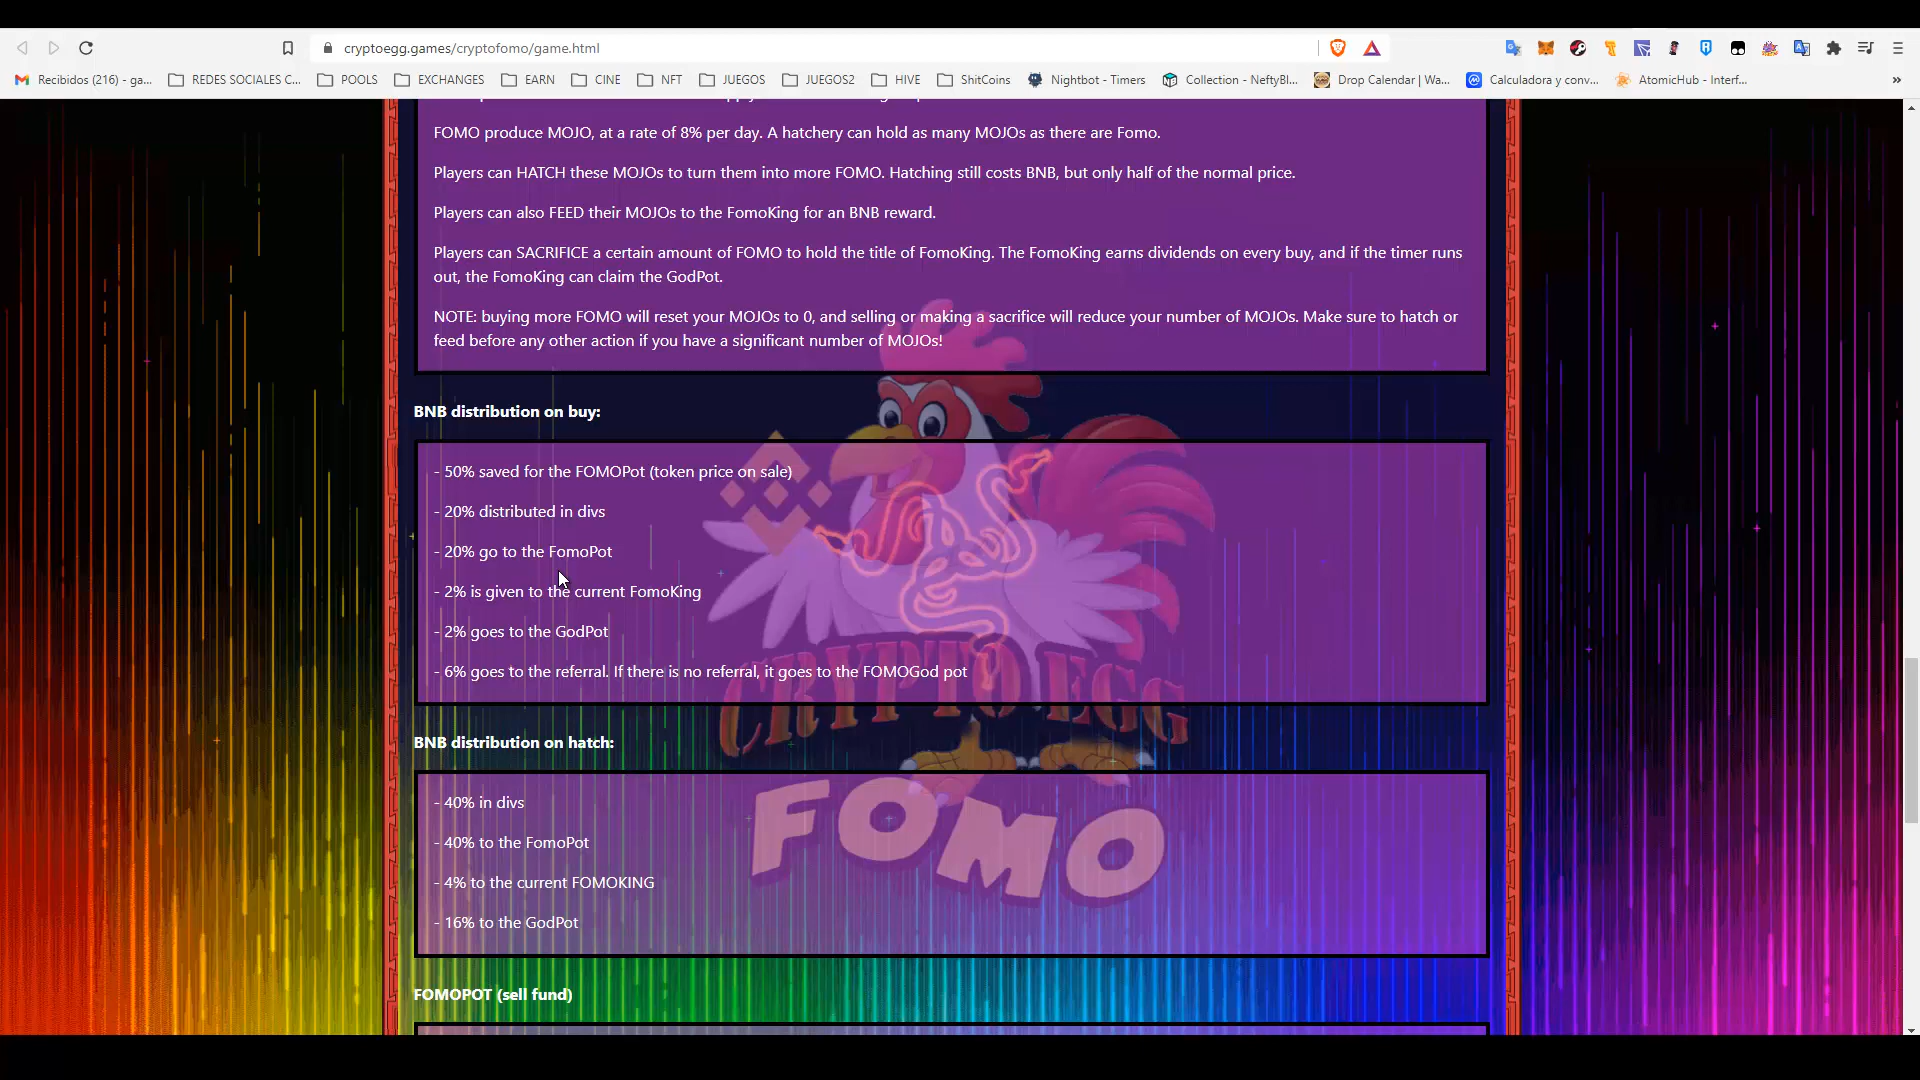 cryptoegg.games/cryptofomo/game.html
Recibidos (216) - ga... REDES SOCIALES C... POOLS EXCHANGES EARN CINE NFT JUEGOS JUEGOS2 HIVE ShitCoins Nightbot - Timers Collection - NeftyBl... Drop Calendar | Wa... Calculadora y conv... AtomicHub - Interf... »
FOMO produce MOJO, at a rate of 8% per day. A hatchery can hold as many MOJOs as there are Fomo.
Players can HATCH these MOJOs to turn them into more FOMO. Hatching still costs BNB, but only half of the normal price.
Players can also FEED their MOJOs to the FomoKing for an BNB reward.
Players can SACRIFICE a certain amount of FOMO to hold the title of FomoKing. The FomoKing earns dividends on every buy, and if the timer runs
out, the FomoKing can claim the GodPot.
NOTE: buying more FOMO will reset your MOJOs to 0, and selling or making a sacrifice will reduce your number of MOJOs. Make sure to hatch or
feed before any other action if you have a significant number of MOJOs!
BNB distribution on buy:
- 50% saved for the FOMOPot (token price on sale)
- 20% distributed in divs
- 20% go to the FomoPot
- 2% is given to the current FomoKing
- 2% goes to the GodPot
- 6% goes to the referral. If there is no referral, it goes to the FOMOGod pot
CRYPTO EGG
BNB distribution on hatch:
- 40% in divs
- 40% to the FomoPot
- 4% to the current FOMOKING
- 16% to the GodPot
FOMO
FOMOPOT (sell fund)